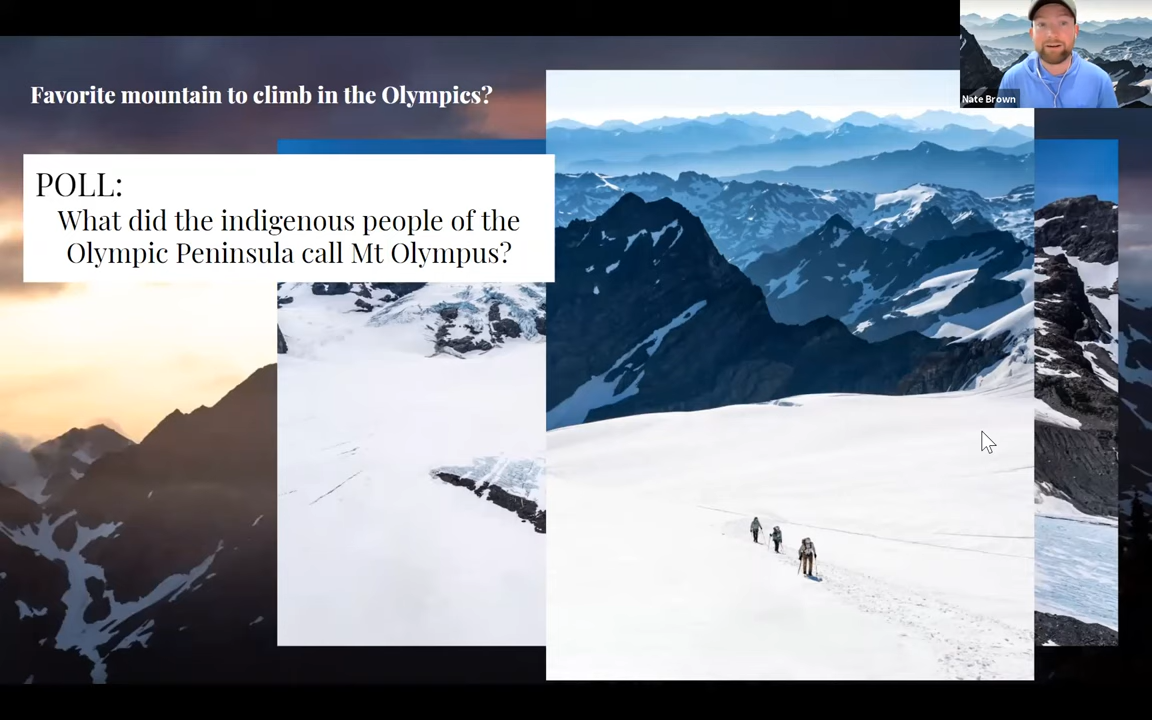 Favorite mountain to climb in the Olympics?
POLL:
What did the indigenous people of the
Olympic Peninsula call Mt Olympus?
Nate Brown